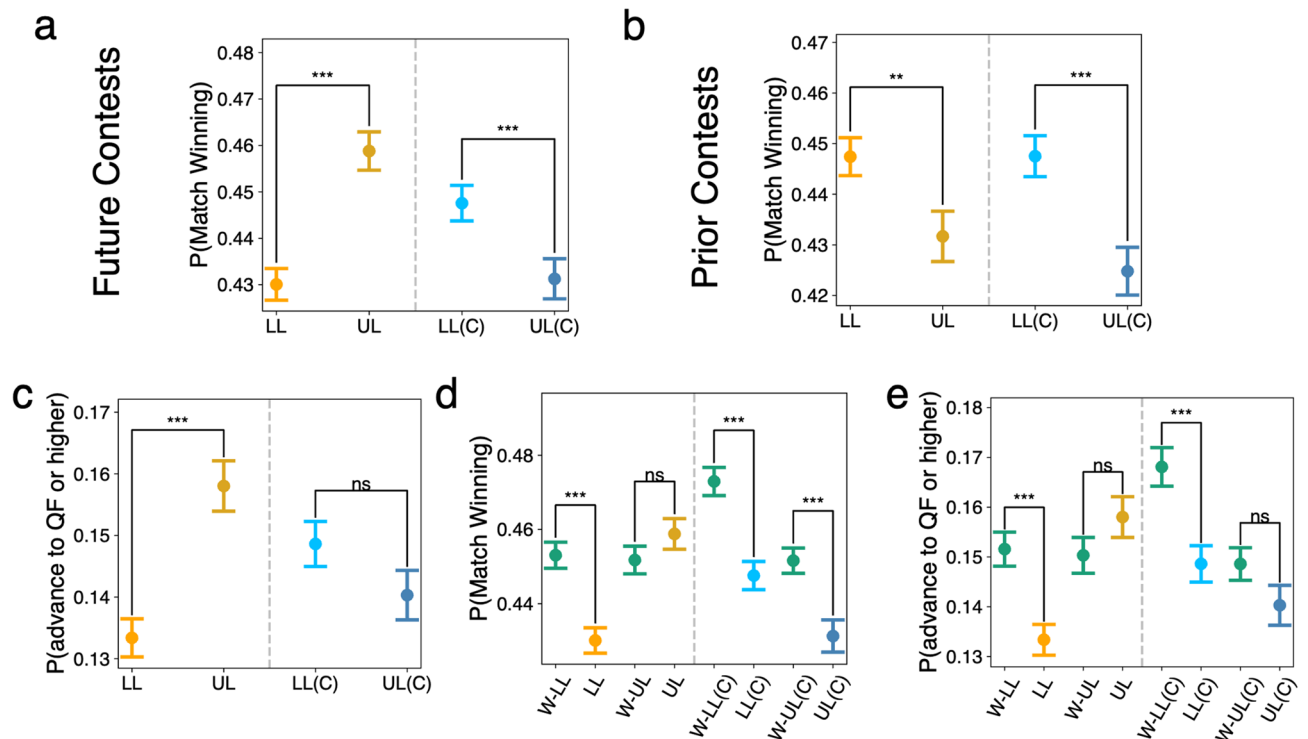 a
Future Contests
P(Match Winning)
0.48
0.47
0.46
0.45
0.44
0.43
***
***
LL UL LL(C) UL(C)
b
Prior Contests
P(Match Winning)
0.47
0.46
0.45
0.44
0.43
0.42
**
***
LL UL LL(C) UL(C)
c
P(advance to QF or higher)
0.17
0.16
0.15
0.14
0.13
***
ns
LL UL LL(C) UL(C)
d
P(Match Winning)
0.48
0.46
0.44
***
ns
***
***
W-LL LL W-UL UL W-LL(C) LL(C) W-UL(C) UL(C)
e
P(advance to QF or higher)
0.18
0.17
0.16
0.15
0.14
0.13
***
ns
***
ns
W-LL LL W-UL UL W-LL(C) LL(C) W-UL(C) UL(C)